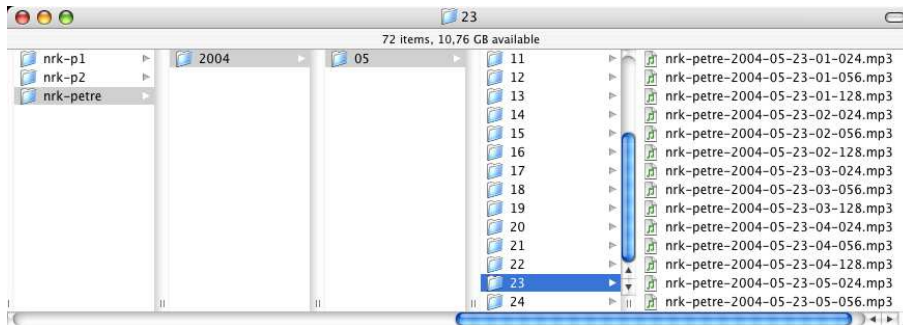 23
72 items, 10,76 GB available
nrk-p1
nrk-p2
nrk-petre
2004
05
11
12
13
14
15
16
17
18
19
20
21
22
23
24
nrk-petre-2004-05-23-01-024.mp3
nrk-petre-2004-05-23-01-056.mp3
nrk-petre-2004-05-23-01-128.mp3
nrk-petre-2004-05-23-02-024.mp3
nrk-petre-2004-05-23-02-056.mp3
nrk-petre-2004-05-23-02-128.mp3
nrk-petre-2004-05-23-03-024.mp3
nrk-petre-2004-05-23-03-056.mp3
nrk-petre-2004-05-23-03-128.mp3
nrk-petre-2004-05-23-04-024.mp3
nrk-petre-2004-05-23-04-056.mp3
nrk-petre-2004-05-23-04-128.mp3
nrk-petre-2004-05-23-05-024.mp3
nrk-petre-2004-05-23-05-056.mp3